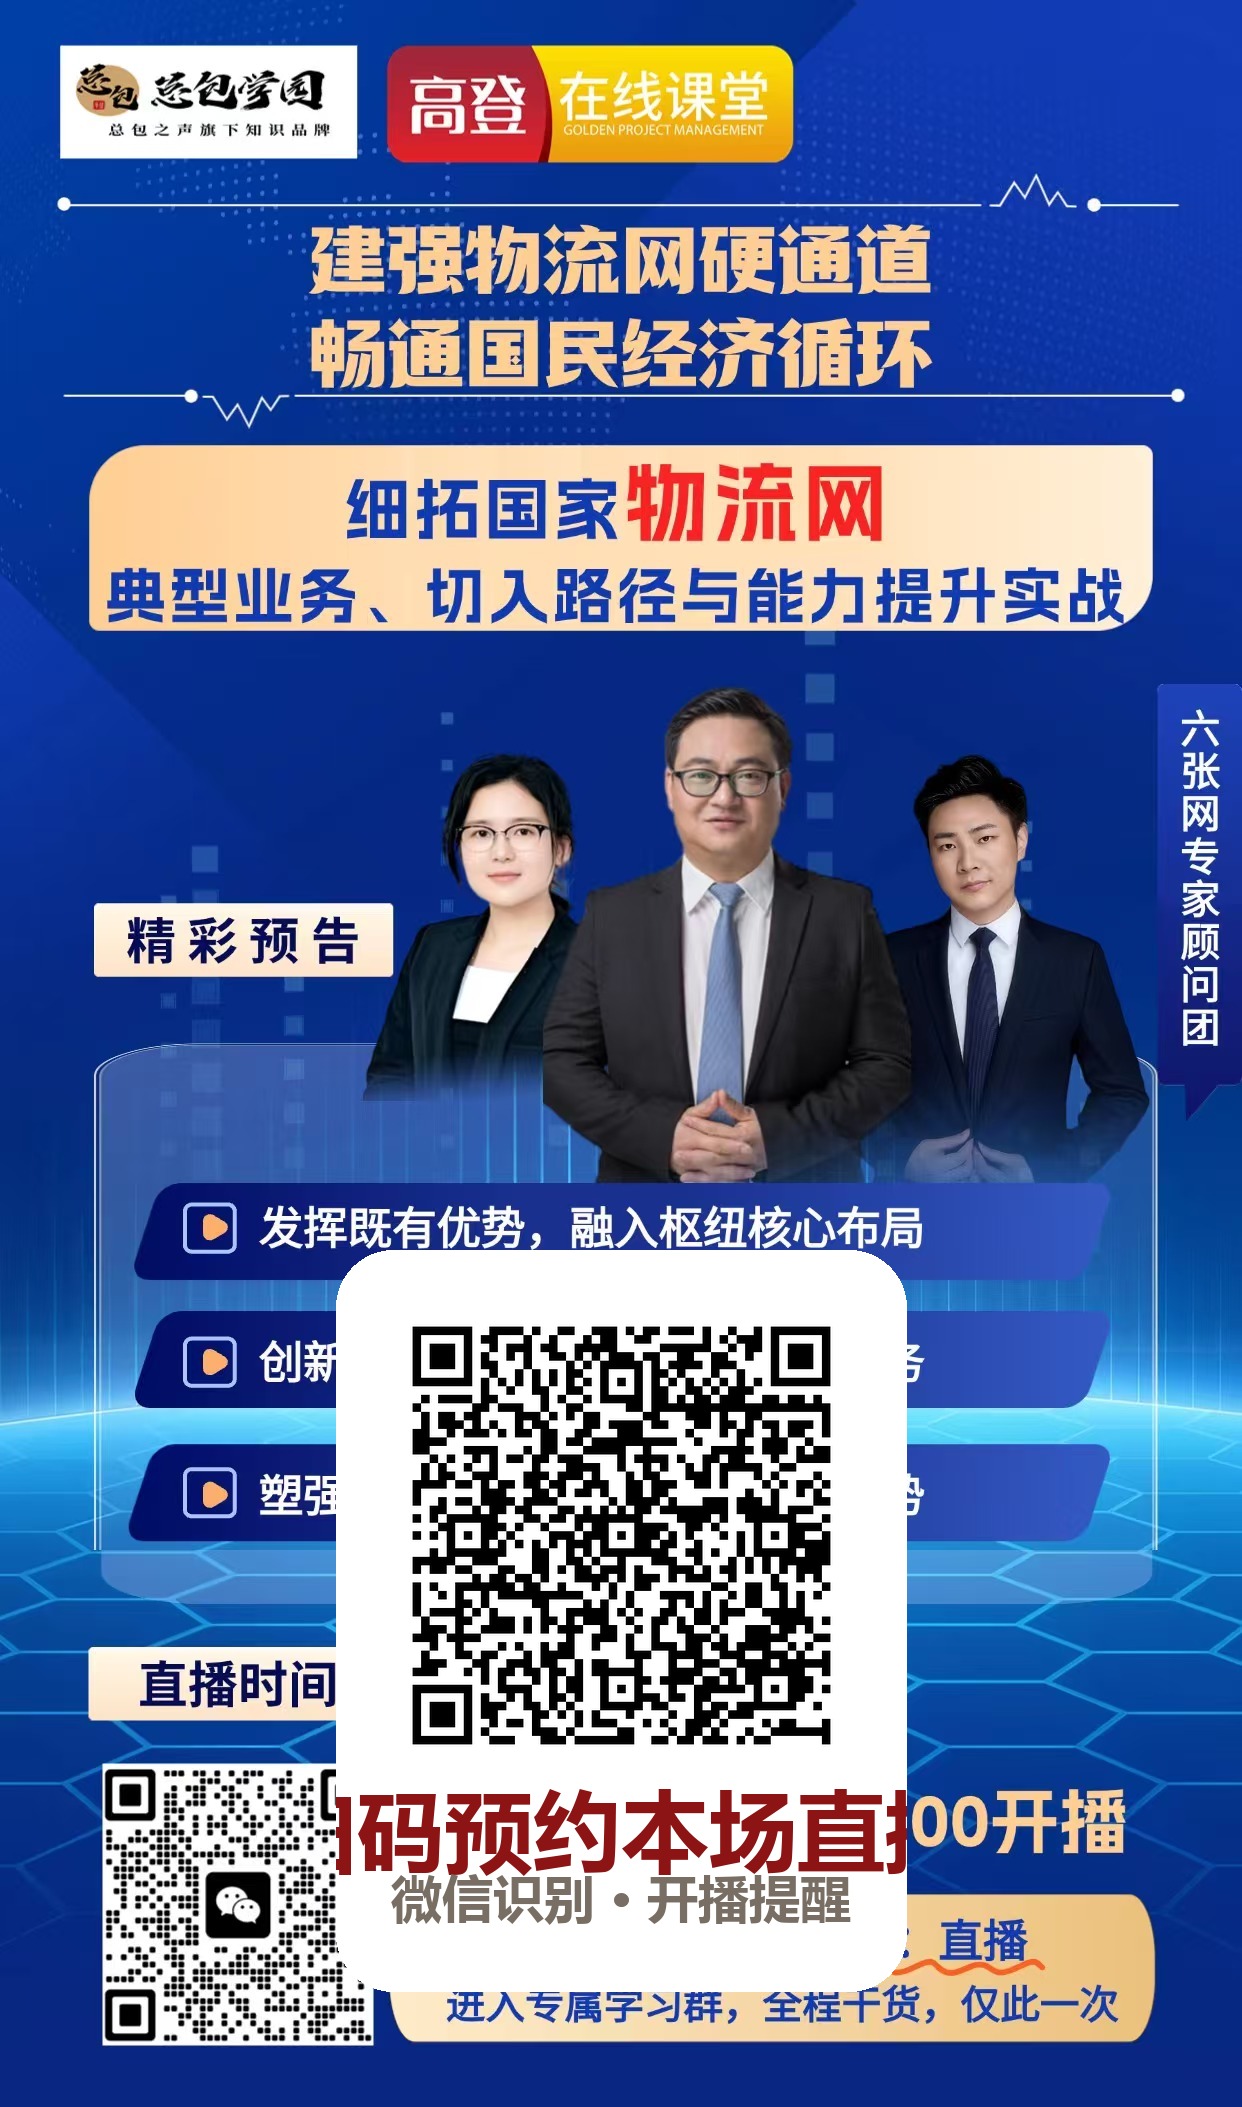 总包 总包学园
总包之声旗下知识品牌
高登 在线课堂
GOLDEN PROJECT MANAGEMENT
建强物流网硬通道
畅通国民经济循环
细拓国家物流网
典型业务、切入路径与能力提升实战
六张网专家顾问团
精彩预告
发挥既有优势，融入枢纽核心布局
创新
务
塑强
势
直播时间
码预约本场直播
微信识别・开播提醒
00开播
：直播
进入专属学习群，全程干货，仅此一次